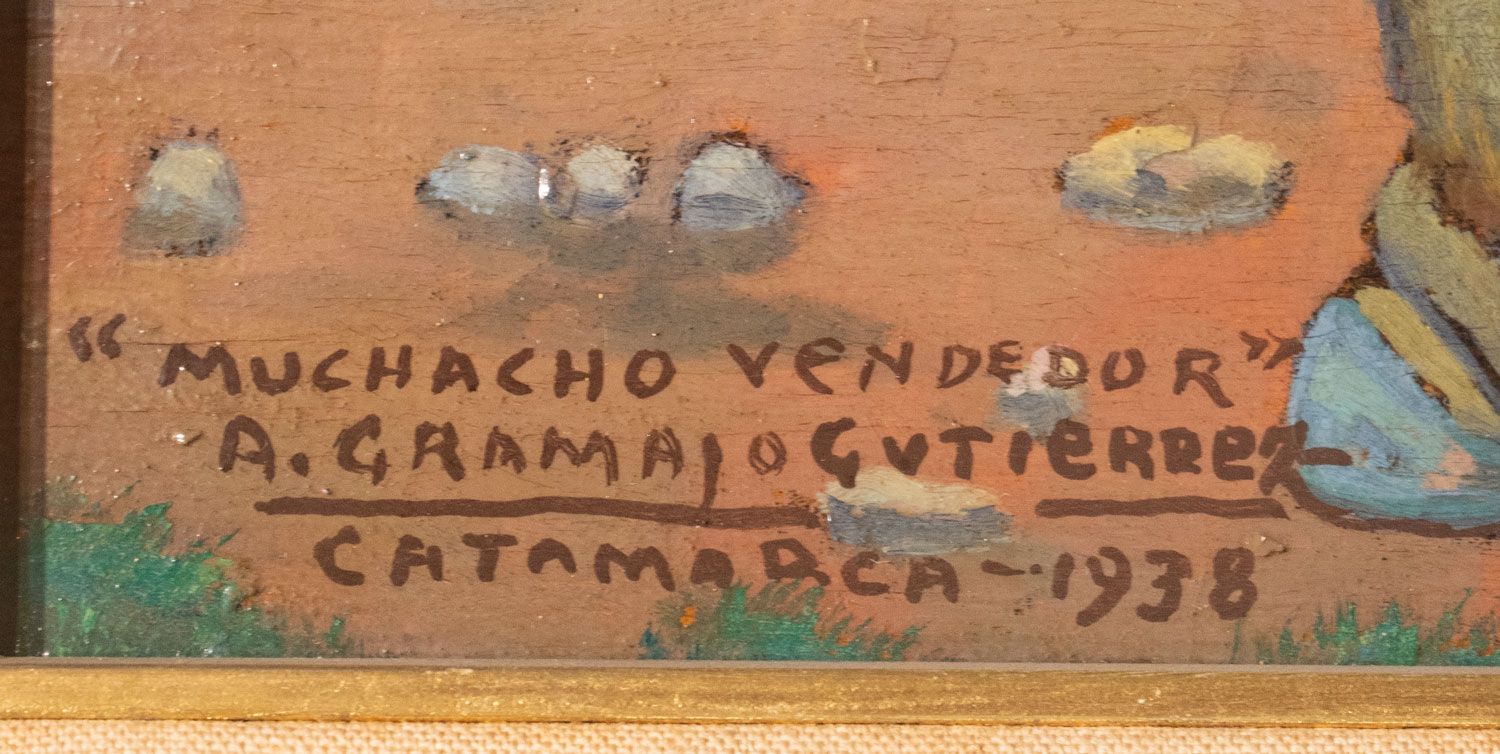 “MUCHACHO VENDEDOR”
A. GRAMAJO GUTIERREZ
CATAMARCA - 1938